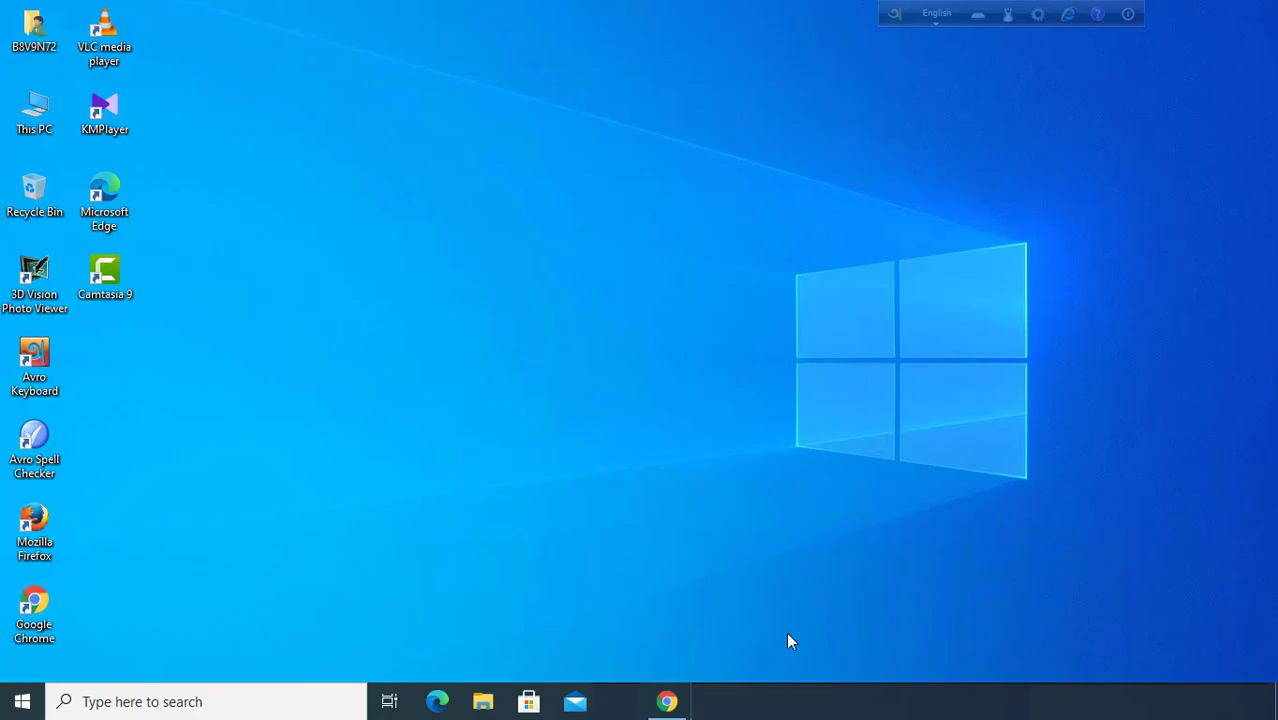 English
B8V9N72
VLC media
player
This PC
KMPlayer
Recycle Bin
Microsoft
Edge
3D Vision
Photo Viewer
Camtasia 9
Avro
Keyboard
Avro Spell
Checker
Mozilla
Firefox
Google
Chrome
Type here to search